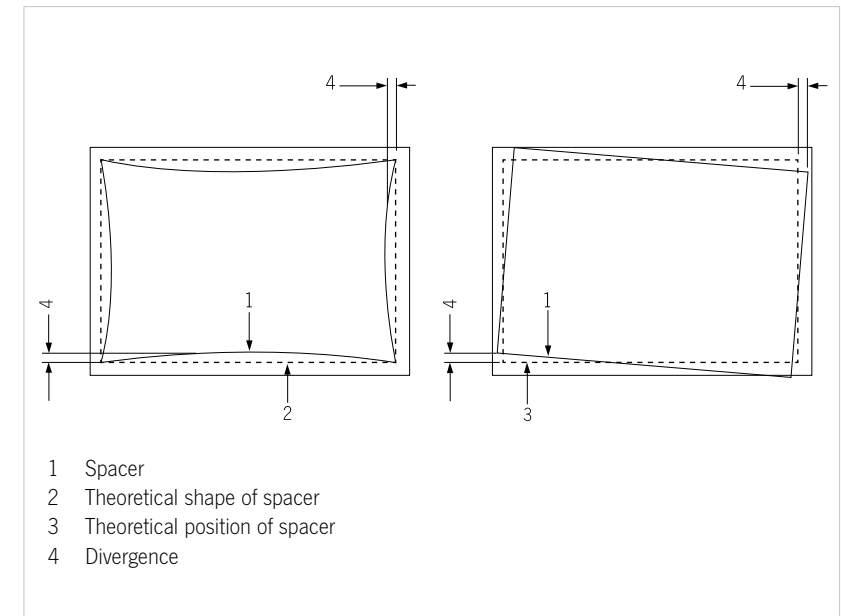 4
4
4
1
4
1
2
3
1 Spacer
2 Theoretical shape of spacer
3 Theoretical position of spacer
4 Divergence